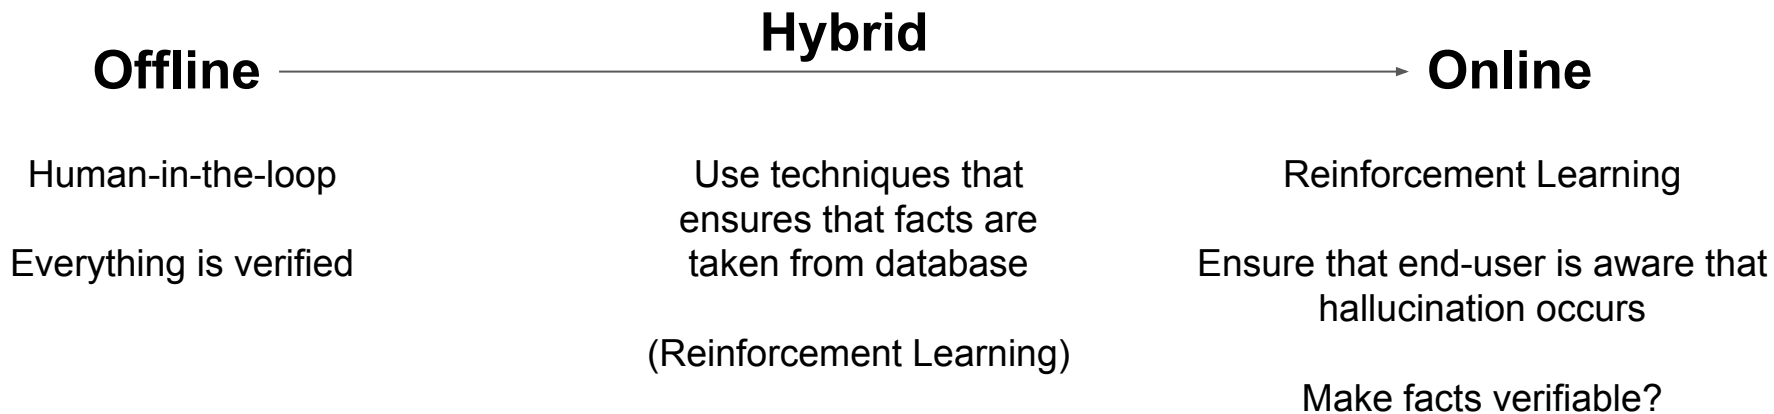 Hybrid
Offline
Online
Human-in-the-loop
Everything is verified
Use techniques that
ensures that facts are
taken from database
(Reinforcement Learning)
Reinforcement Learning
Ensure that end-user is aware that
hallucination occurs
Make facts verifiable?